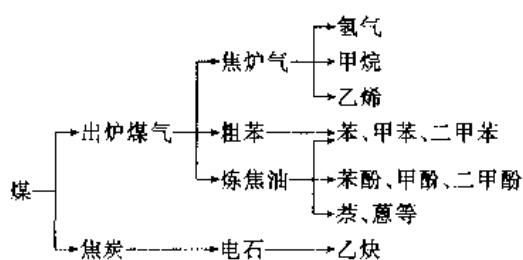 氢气
焦炉气 甲烷
乙烯
出炉煤气 粗苯 苯、甲苯、二甲苯
炼焦油 苯酚、甲酚、二甲酚
煤
萘、蒽等
焦炭 电石 乙炔